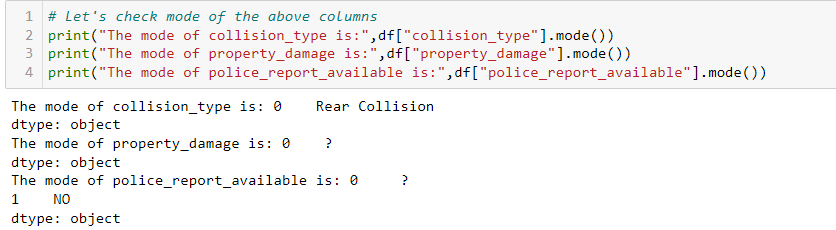 1 # Let's check mode of the above columns
2 print("The mode of collision_type is:",df["collision_type"].mode())
3 print("The mode of property_damage is:",df["property_damage"].mode())
4 print("The mode of police_report_available is:",df["police_report_available"].mode())
The mode of collision_type is: 0    Rear Collision
dtype: object
The mode of property_damage is: 0    ?
dtype: object
The mode of police_report_available is: 0     ?
1    NO
dtype: object